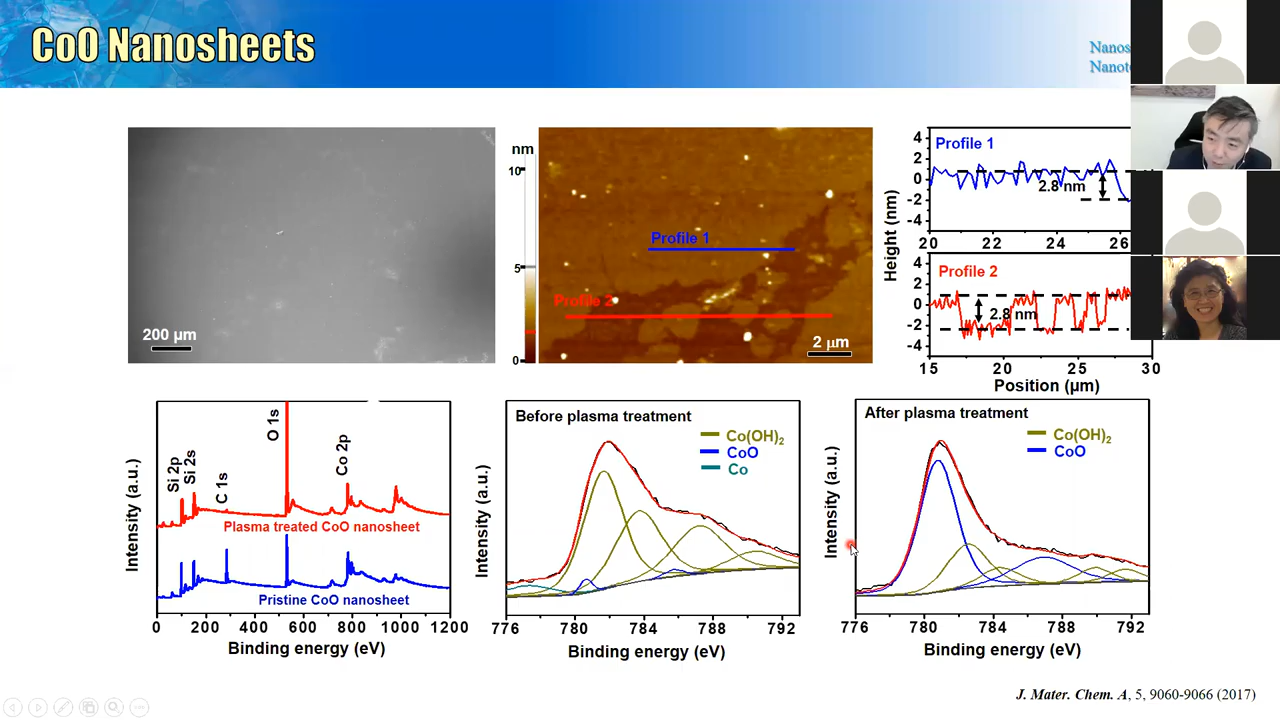 CoO Nanosheets
Nanos
Nanote
200 µm
nm
10
5
0
Profile 1
Profile 2
2 µm
Height (nm)
Profile 1
4
2
0
-2
-4
2.8 nm
20 22 24 26
Profile 2
4
2
0
-2
-4
2.8 nm
15 20 25 30
Position (µm)
Intensity (a.u.)
Si 2p
Si 2s
C 1s
O 1s
Co 2p
Plasma treated CoO nanosheet
Pristine CoO nanosheet
0 200 400 600 800 1000 1200
Binding energy (eV)
Intensity (a.u.)
Before plasma treatment
Co(OH)₂
CoO
Co
776 780 784 788 792
Binding energy (eV)
Intensity (a.u.)
After plasma treatment
Co(OH)₂
CoO
776 780 784 788 792
Binding energy (eV)
J. Mater. Chem. A, 5, 9060-9066 (2017)